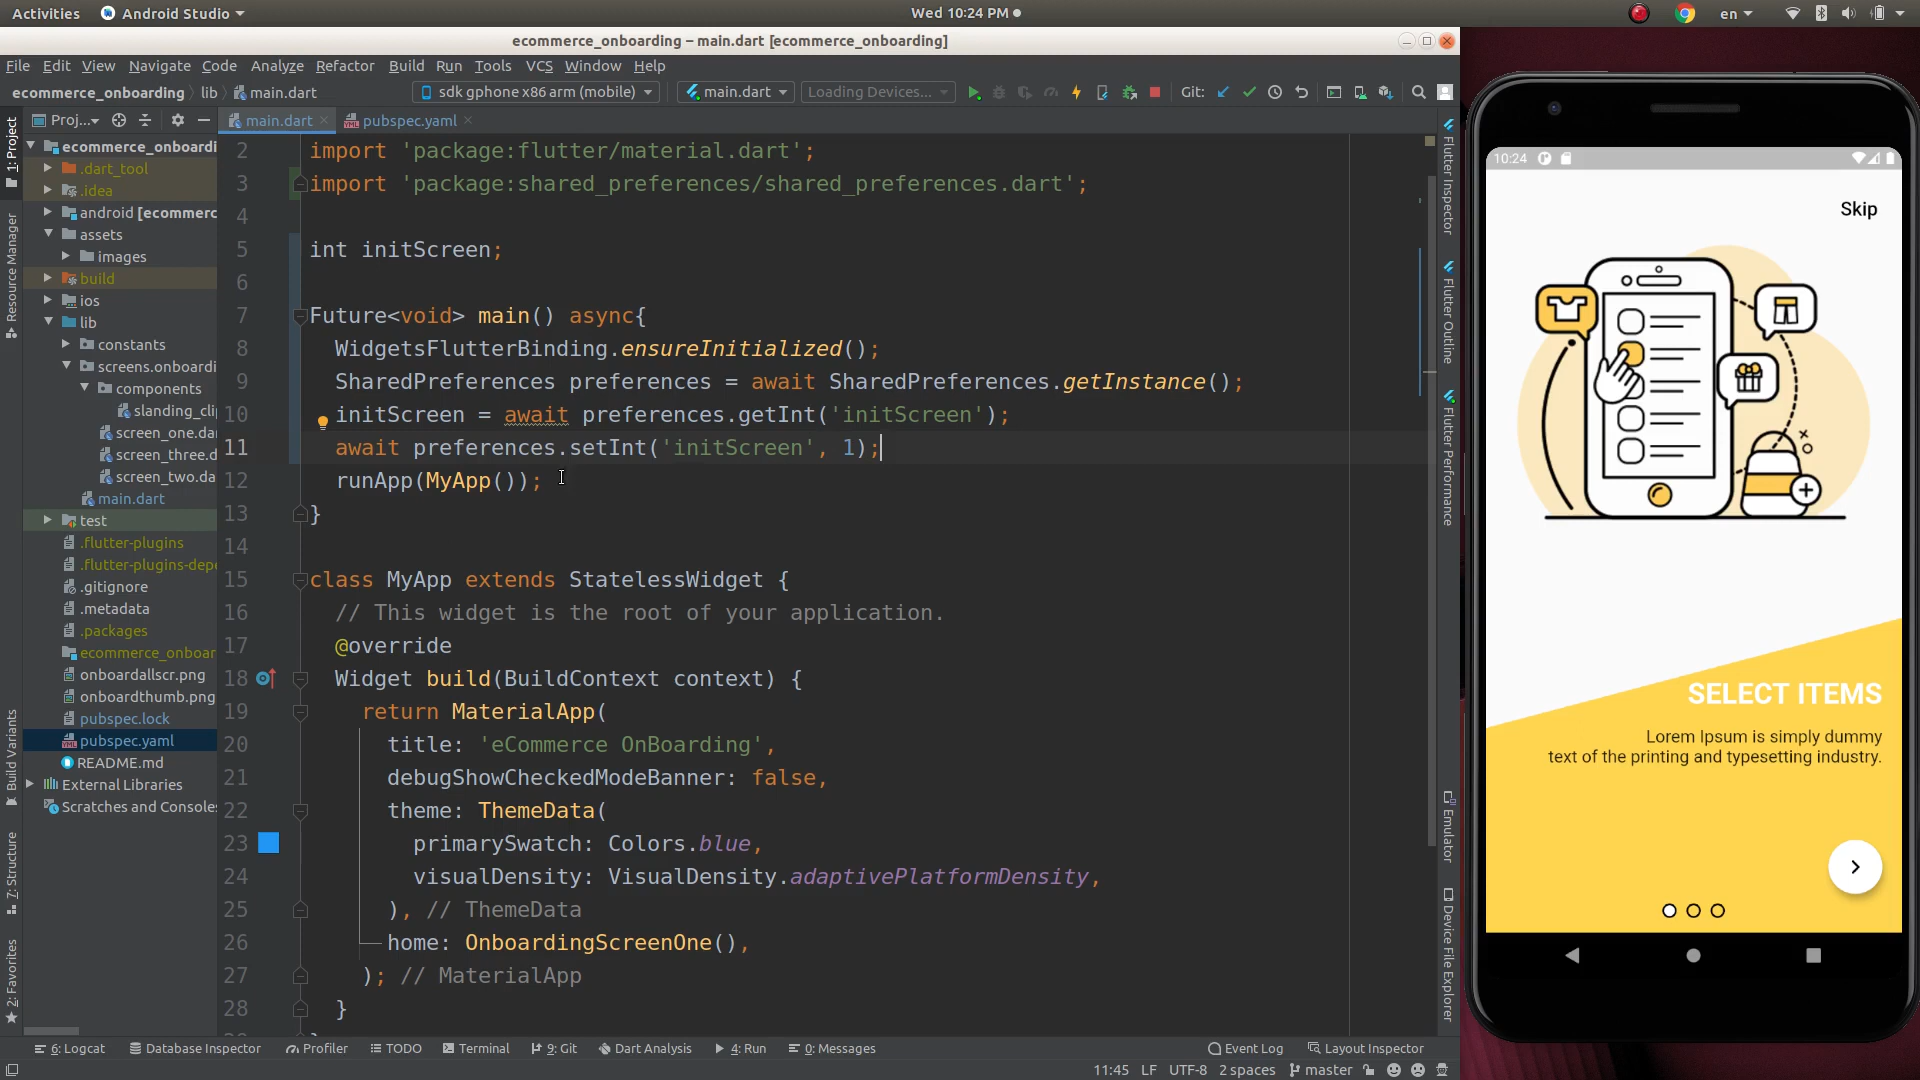 Activities
Android Studio
Wed 10:24 PM
en
ecommerce_onboarding – main.dart [ecommerce_onboarding]
File Edit View Navigate Code Analyze Refactor Build Run Tools VCS Window Help
ecommerce_onboarding lib main.dart
sdk gphone x86 arm (mobile)
main.dart
Loading Devices...
Git:
Proj...
main.dart
pubspec.yaml
1: Project
Resource Manager
Build Variants
7: Structure
2: Favorites
ecommerce_onboardi
.dart_tool
.idea
android [ecommerc
assets
images
build
ios
lib
constants
screens.onboardi
components
slanding_cli
screen_one.da
screen_three.d
screen_two.da
main.dart
test
.flutter-plugins
.flutter-plugins-depe
.gitignore
.metadata
.packages
ecommerce_onboar
onboardallscr.png
onboardthumb.png
pubspec.lock
pubspec.yaml
README.md
External Libraries
Scratches and Consoles
2 import 'package:flutter/material.dart';
3 import 'package:shared_preferences/shared_preferences.dart';
4
5 int initScreen;
6
7 Future<void> main() async{
8 WidgetsFlutterBinding.ensureInitialized();
9 SharedPreferences preferences = await SharedPreferences.getInstance();
10 initScreen = await preferences.getInt('initScreen');
11 await preferences.setInt('initScreen', 1);
12 runApp(MyApp());
13 }
14
15 class MyApp extends StatelessWidget {
16 // This widget is the root of your application.
17 @override
18 Widget build(BuildContext context) {
19 return MaterialApp(
20 title: 'eCommerce OnBoarding',
21 debugShowCheckedModeBanner: false,
22 theme: ThemeData(
23 primarySwatch: Colors.blue,
24 visualDensity: VisualDensity.adaptivePlatformDensity,
25 ), // ThemeData
26 home: OnboardingScreenOne(),
27 ); // MaterialApp
28 }
Flutter Inspector
Flutter Outline
Flutter Performance
Emulator
Device File Explorer
6: Logcat
Database Inspector
Profiler
TODO
Terminal
9: Git
Dart Analysis
4: Run
0: Messages
Event Log
Layout Inspector
11:45 LF UTF-8 2 spaces master
10:24
Skip
SELECT ITEMS
Lorem Ipsum is simply dummy
text of the printing and typesetting industry.